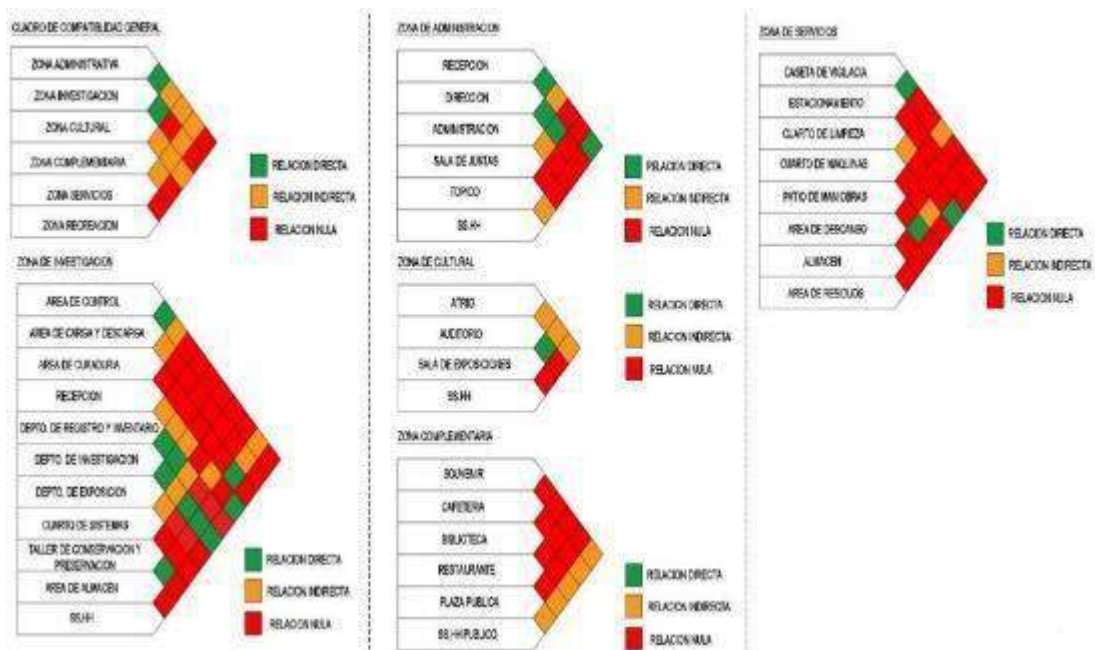 CUADRO DE COMPATIBILIDAD GENERAL
ZONA ADMINISTRATIVA
ZONA INVESTIGACION
ZONA CULTURAL
ZONA COMPLEMENTARIA
ZONA SERVICIOS
ZONA RECREACION
RELACION DIRECTA
RELACION INDIRECTA
RELACION NULA
ZONA DE INVESTIGACION
AREA DE CONTROL
AREA DE CARGA Y DESCARGA
AREA DE CURADURIA
RECEPCION
DEPTO. DE REGISTRO Y INVENTARIO
DEPTO. DE INVESTIGACION
DEPTO. DE EXPOSICION
CUARTO DE SISTEMAS
TALLER DE CONSERVACION Y
PRESERVACION
AREA DE ALMACEN
SS.HH
RELACION DIRECTA
RELACION INDIRECTA
RELACION NULA
ZONA DE ADMINISTRACION
RECEPCION
DIRECCION
ADMINISTRACION
SALA DE JUNTAS
TOPICO
SS.HH
RELACION DIRECTA
RELACION INDIRECTA
RELACION NULA
ZONA DE CULTURAL
ATRIO
AUDITORIO
SALA DE EXPOSICIONES
SS.HH
RELACION DIRECTA
RELACION INDIRECTA
RELACION NULA
ZONA COMPLEMENTARIA
SOUVENIR
CAFETERIA
BIBLIOTECA
RESTAURANTE
PLAZA PUBLICA
SS.HH PUBLICO
RELACION DIRECTA
RELACION INDIRECTA
RELACION NULA
ZONA DE SERVICIOS
CASETA DE VIGILACIA
ESTACIONAMIENTO
CUARTO DE LIMPIEZA
CUARTO DE MAQUINAS
PATIO DE MANIOBRAS
AREA DE DESCANSO
ALMACEN
AREA DE RESIDUOS
RELACION DIRECTA
RELACION INDIRECTA
RELACION NULA